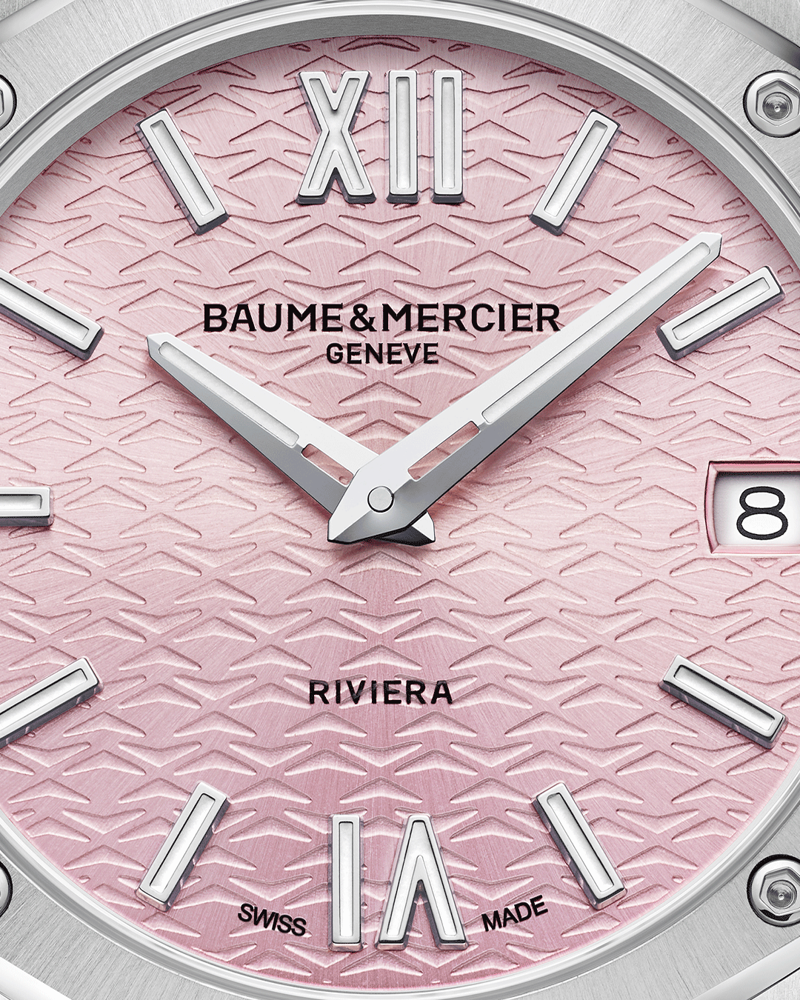 XII
BAUME & MERCIER
GENEVE
8
RIVIERA
VI
SWISS MADE